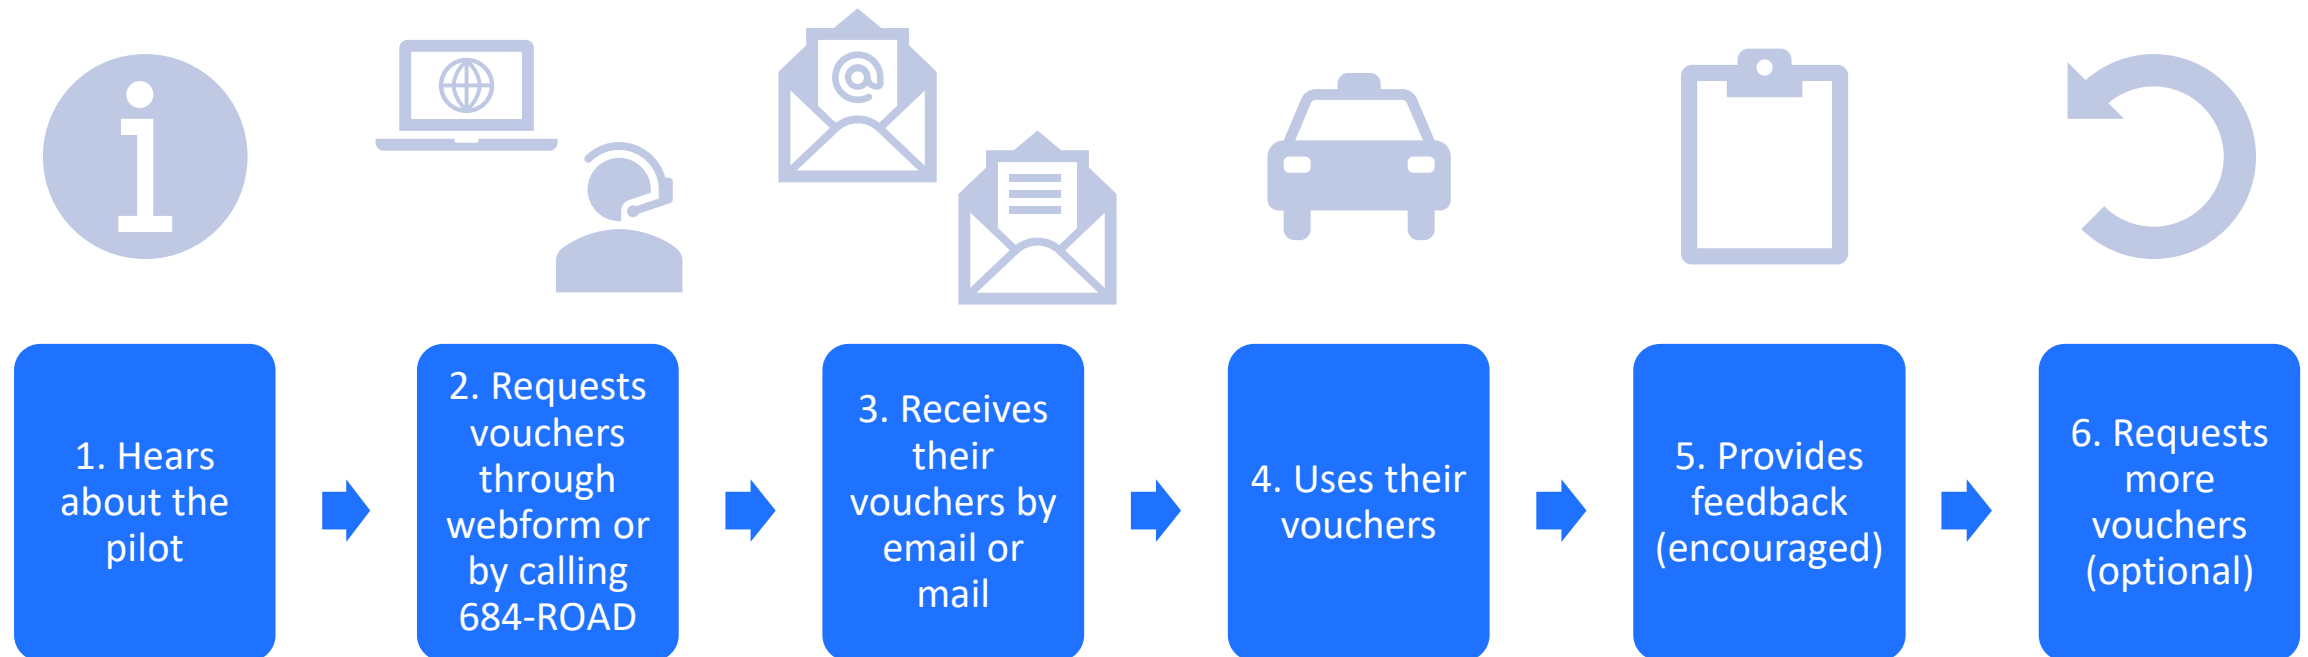 1. Hears
about the
pilot
2. Requests
vouchers
through
webform or
by calling
684-ROAD
3. Receives
their
vouchers by
email or
mail
4. Uses their
vouchers
5. Provides
feedback
(encouraged)
6. Requests
more
vouchers
(optional)